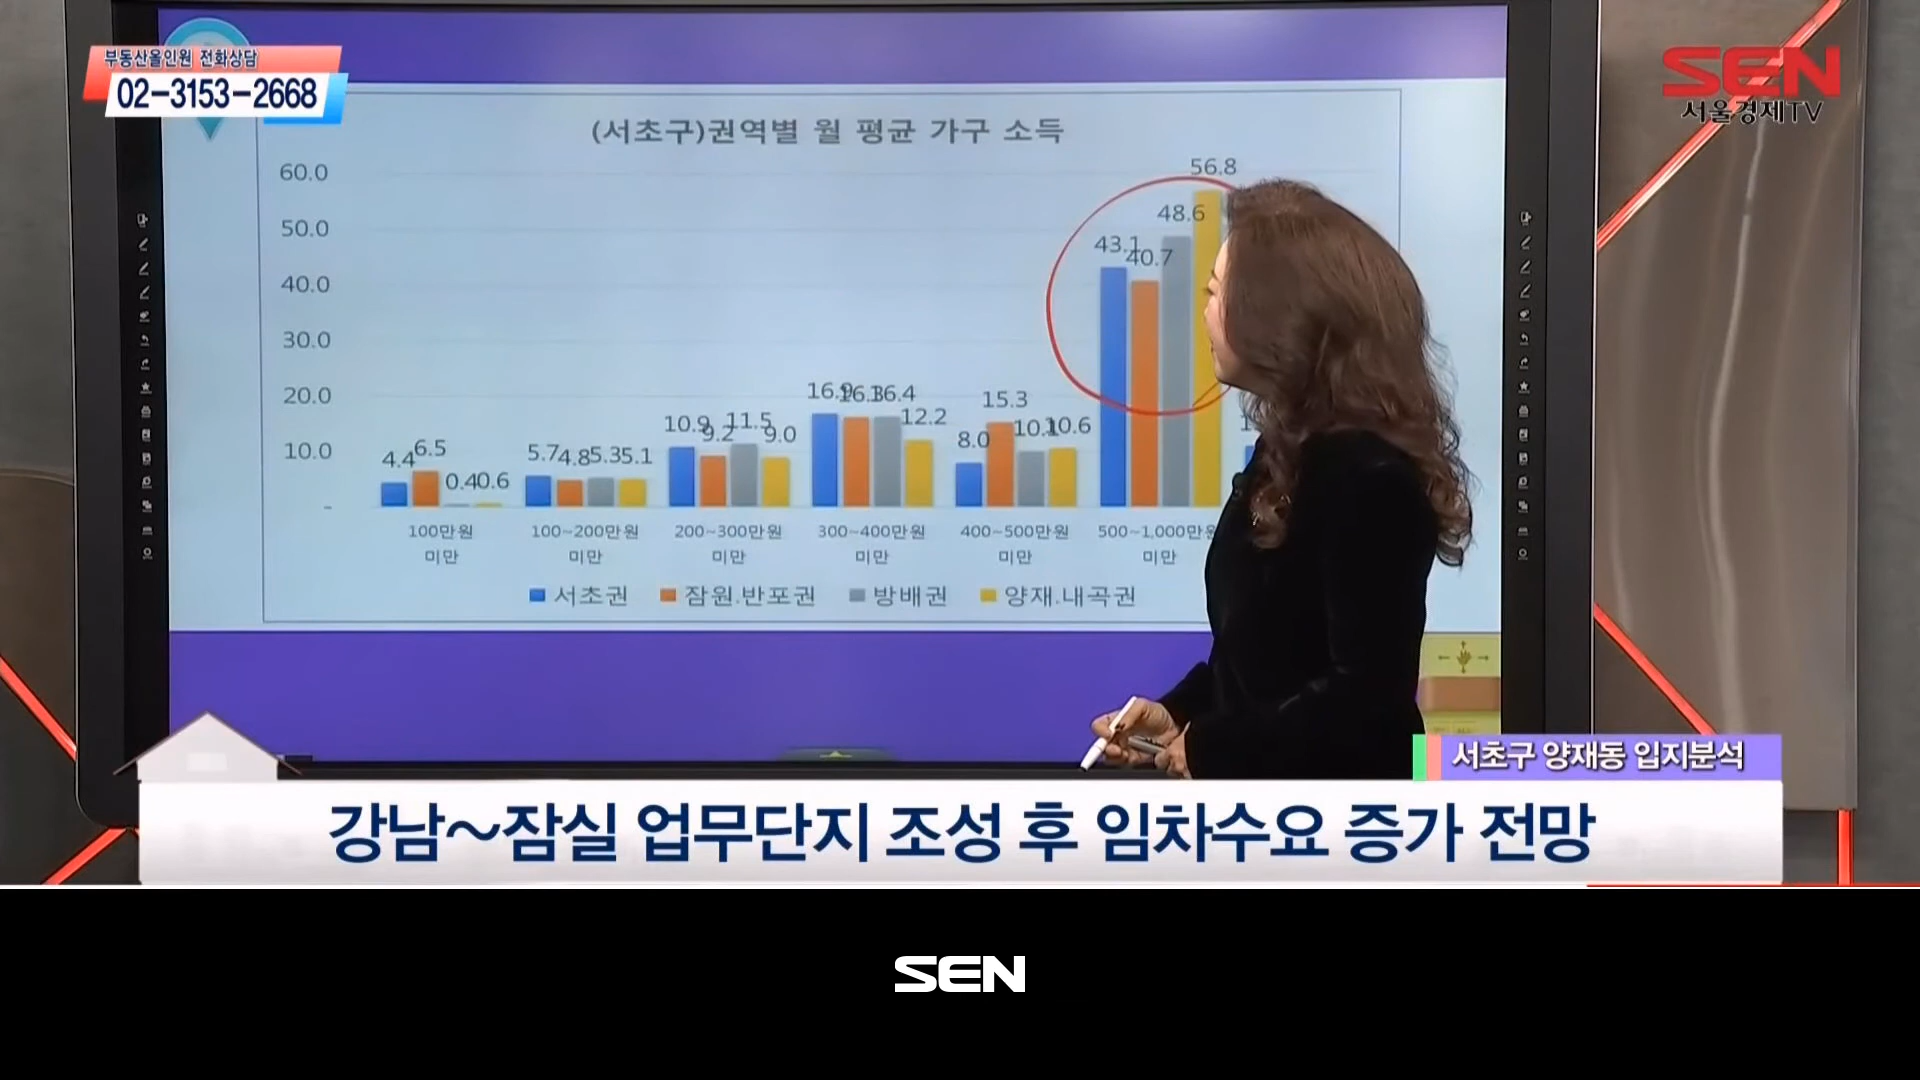 부동산올인원 전화상담
02-3153-2668
SEN
서울경제TV
(서초구)권역별 월 평균 가구 소득
60.0
50.0
40.0
30.0
20.0
10.0
-
4.4 6.5 0.4 0.6
5.7 4.8 5.3 5.1
10.9 9.2 11.5 9.0
16.9 16.3 16.4 12.2
8.0 15.3 10.1 10.6
43.1 40.7 48.6 56.8
100만원 미만
100~200만원 미만
200~300만원 미만
300~400만원 미만
400~500만원 미만
500~1,000만원 미만
서초권 잠원.반포권 방배권 양재.내곡권
서초구 양재동 입지분석
강남~잠실 업무단지 조성 후 임차수요 증가 전망
SEN